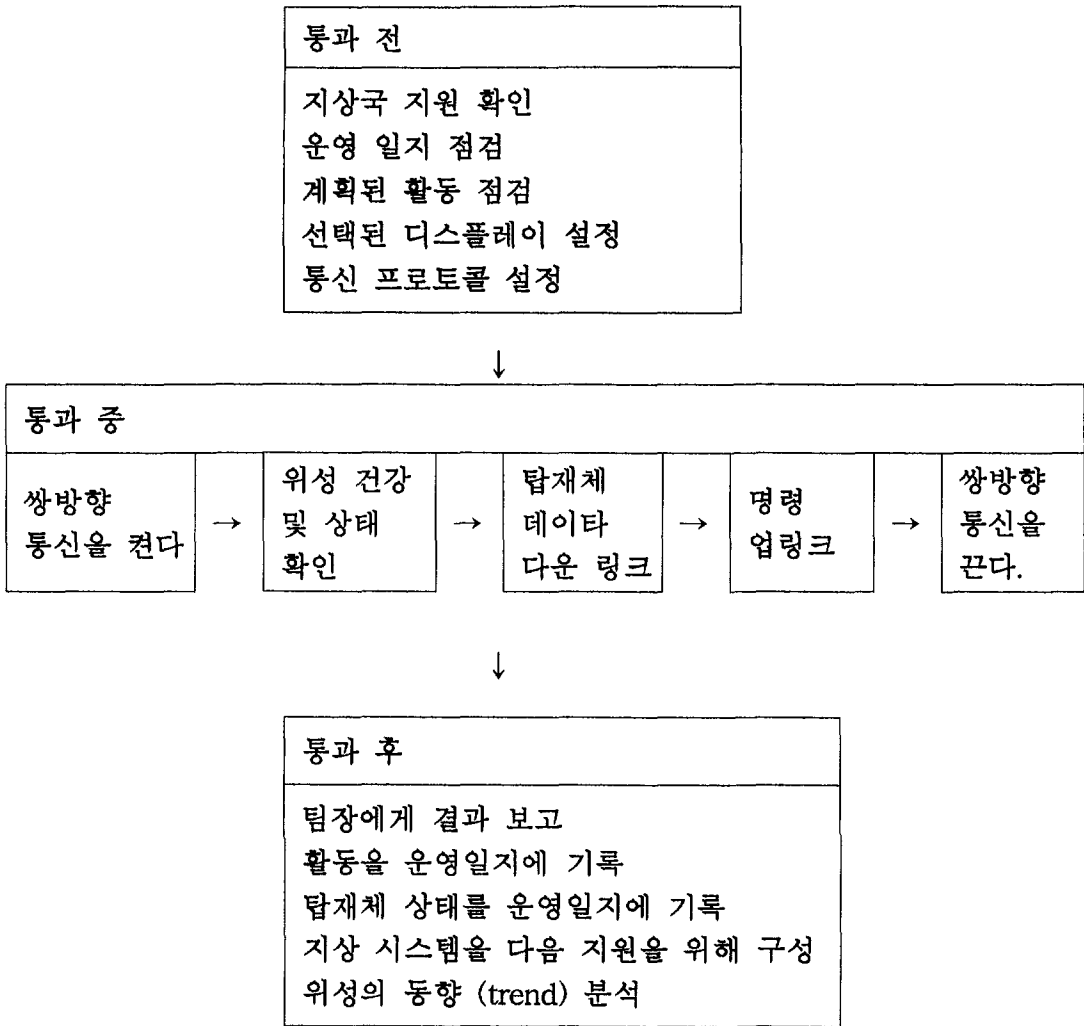 통과 전
지상국 지원 확인
운영 일지 점검
계획된 활동 점검
선택된 디스플레이 설정
통신 프로토콜 설정
↓
통과 중
쌍방향
통신을 켠다
→
위성 건강
및 상태
확인
→
탑재체
데이타
다운 링크
→
명령
업링크
→
쌍방향
통신을
끈다.
↓
통과 후
팀장에게 결과 보고
활동을 운영일지에 기록
탑재체 상태를 운영일지에 기록
지상 시스템을 다음 지원을 위해 구성
위성의 동향 (trend) 분석